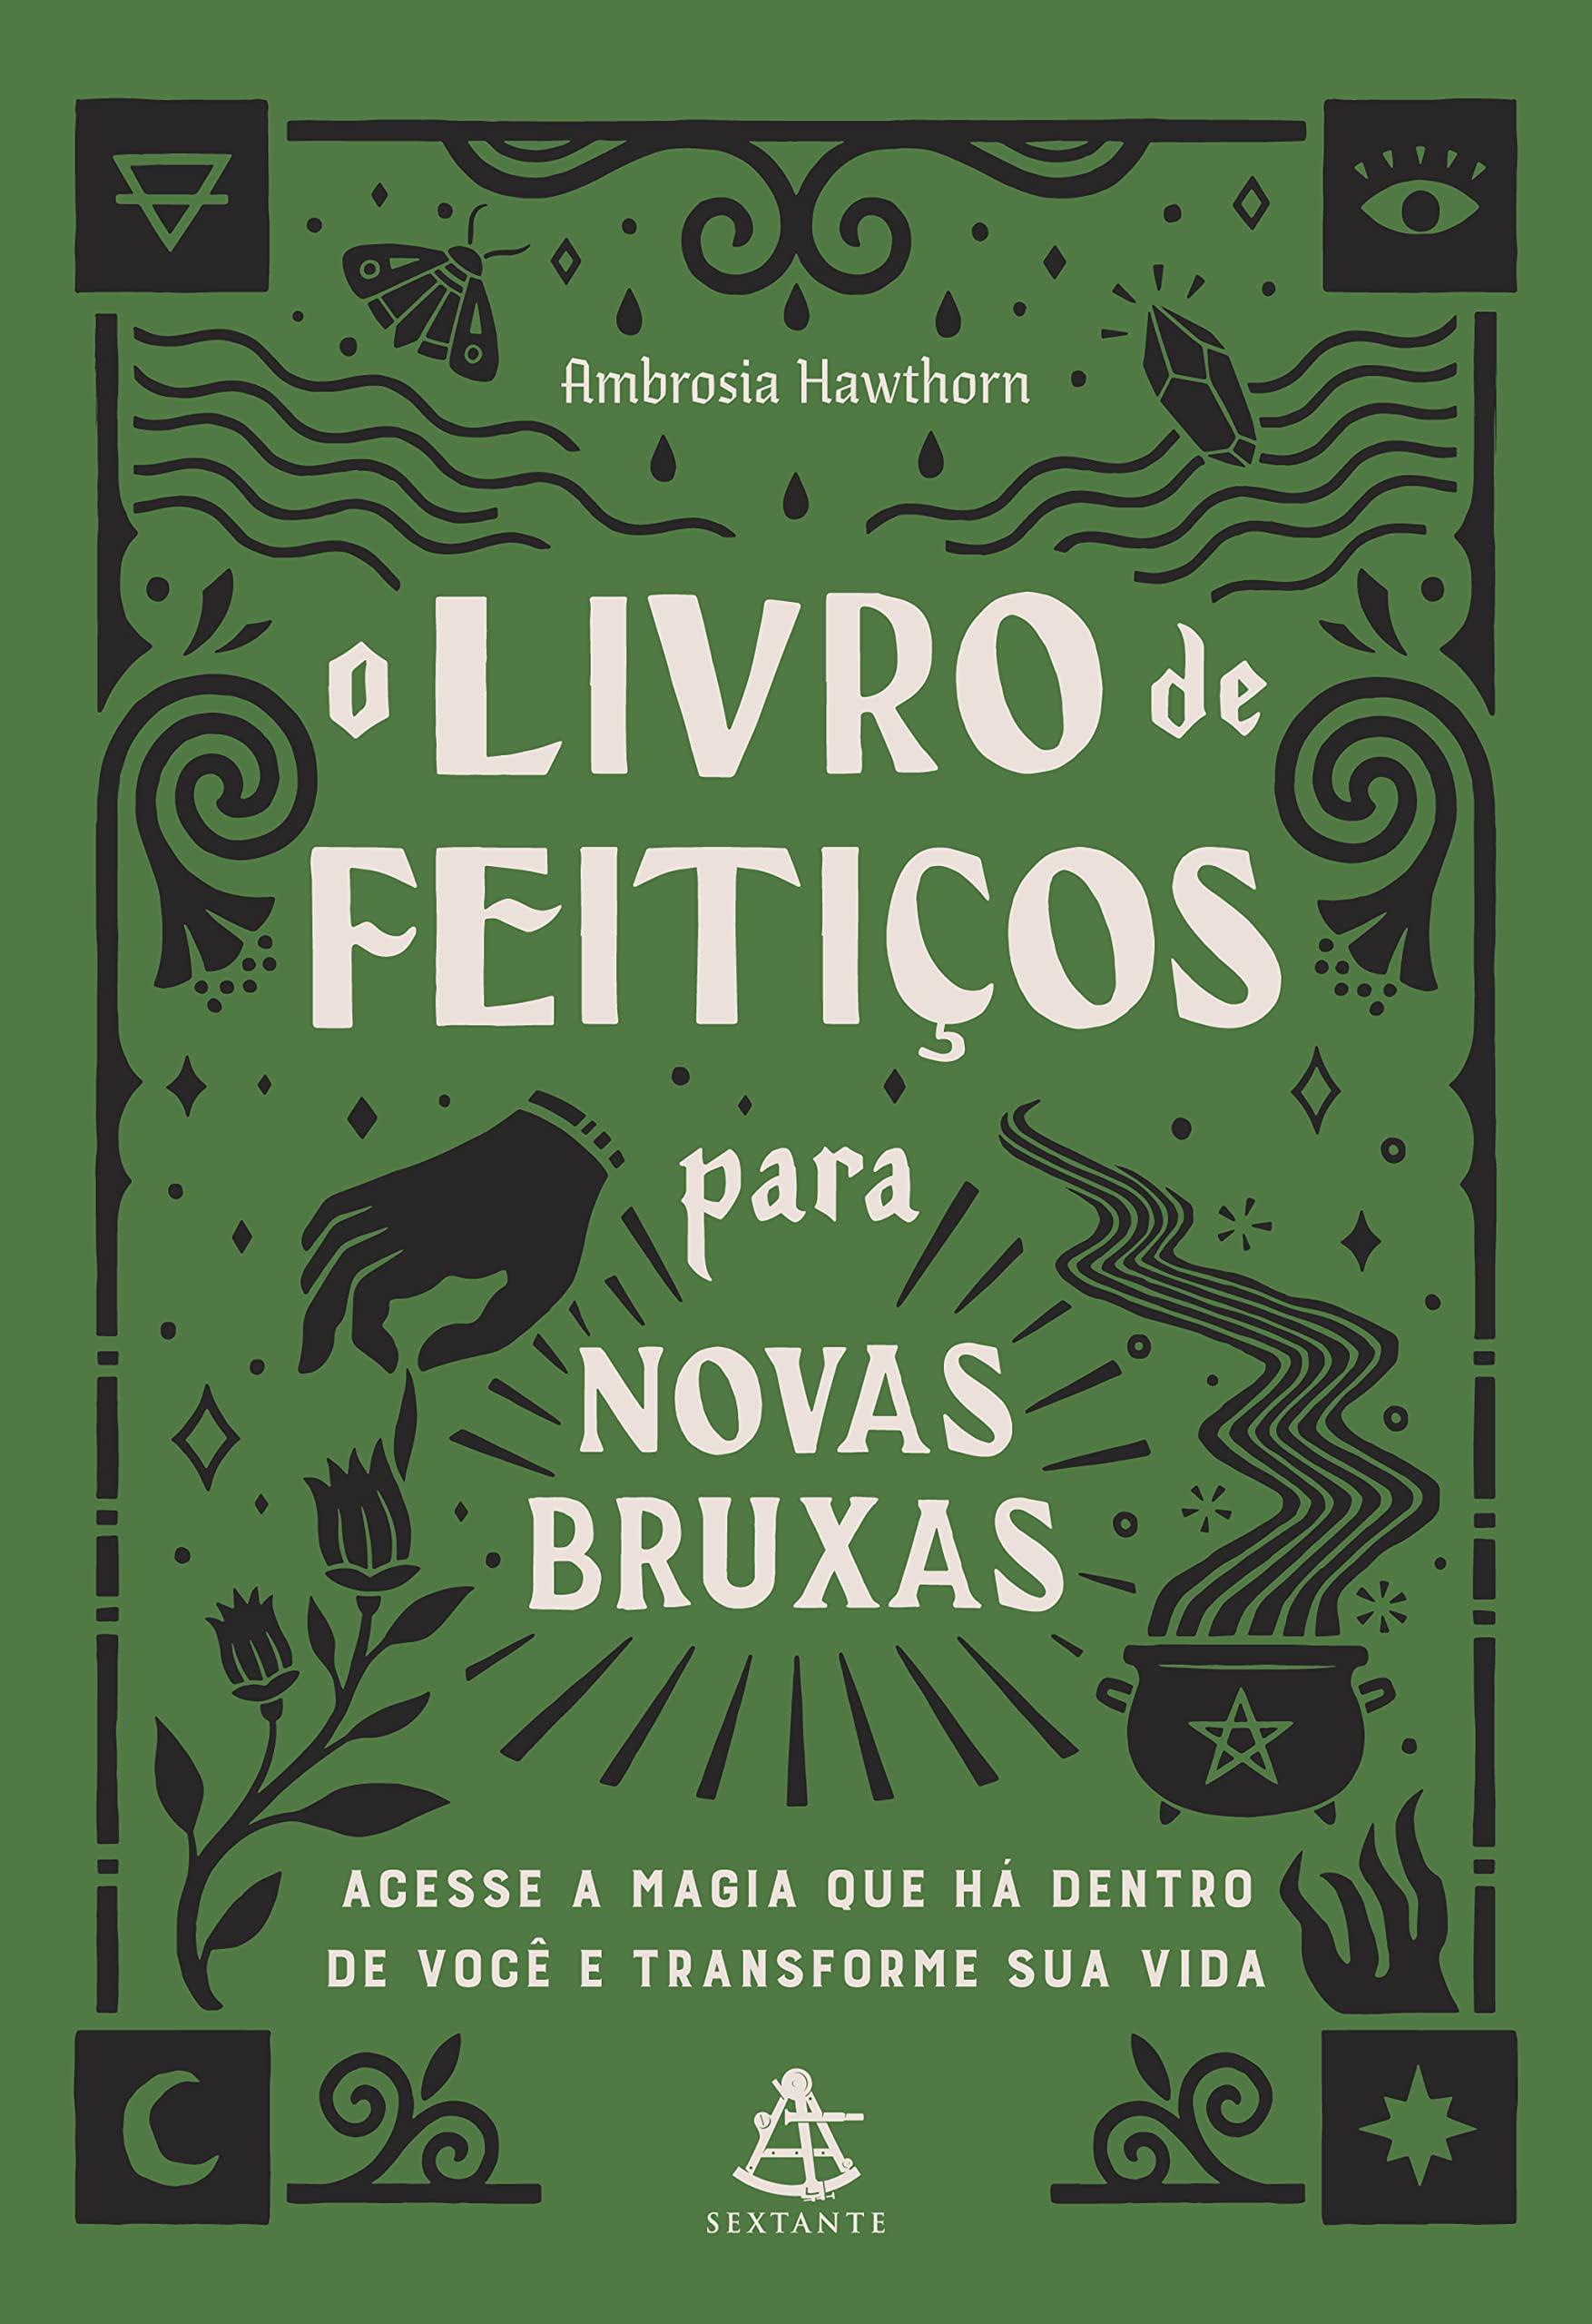 Ambrosia Hawthorn
o LIVRO de
FEITIÇOS
para
NOVAS
BRUXAS
ACESSE A MAGIA QUE HÁ DENTRO
DE VOCÊ E TRANSFORME SUA VIDA
SEXTANTE